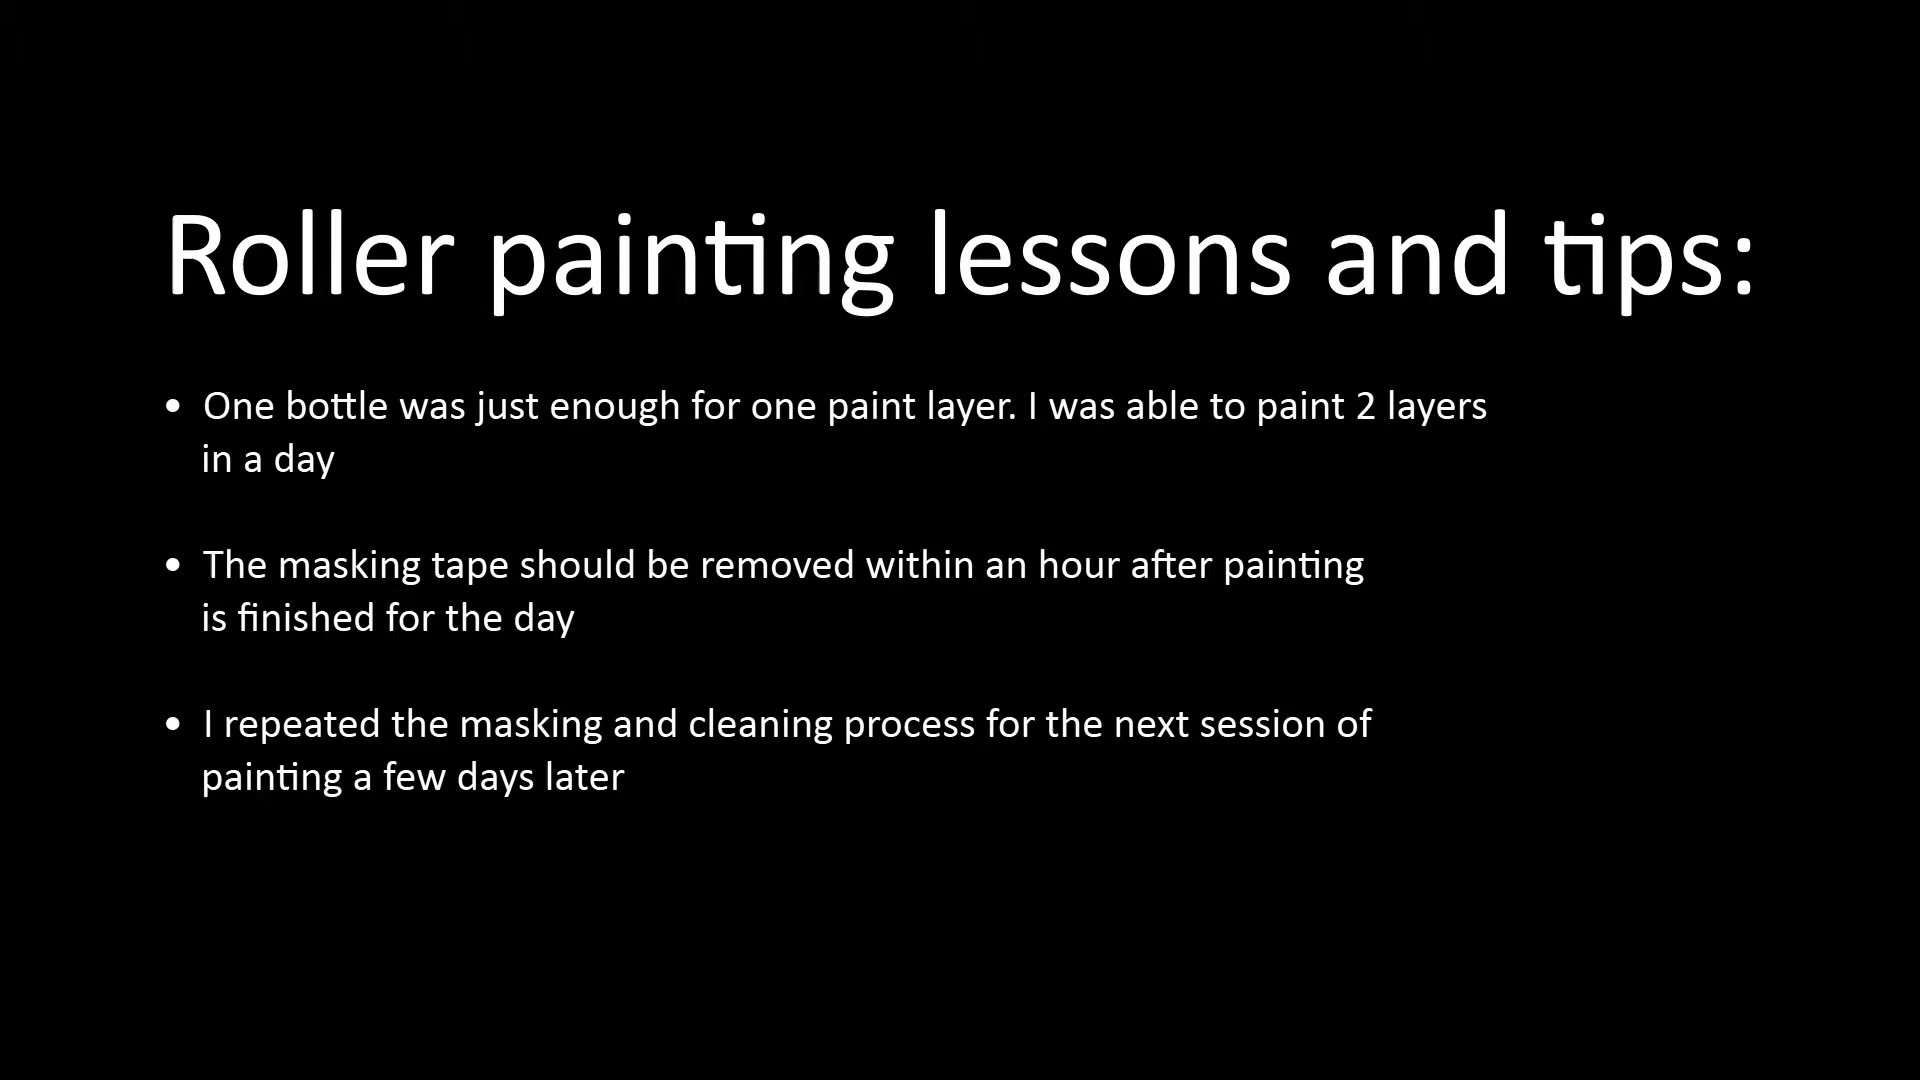 Roller painting lessons and tips:
• One bottle was just enough for one paint layer. I was able to paint 2 layers
in a day
• The masking tape should be removed within an hour after painting
is finished for the day
• I repeated the masking and cleaning process for the next session of
painting a few days later